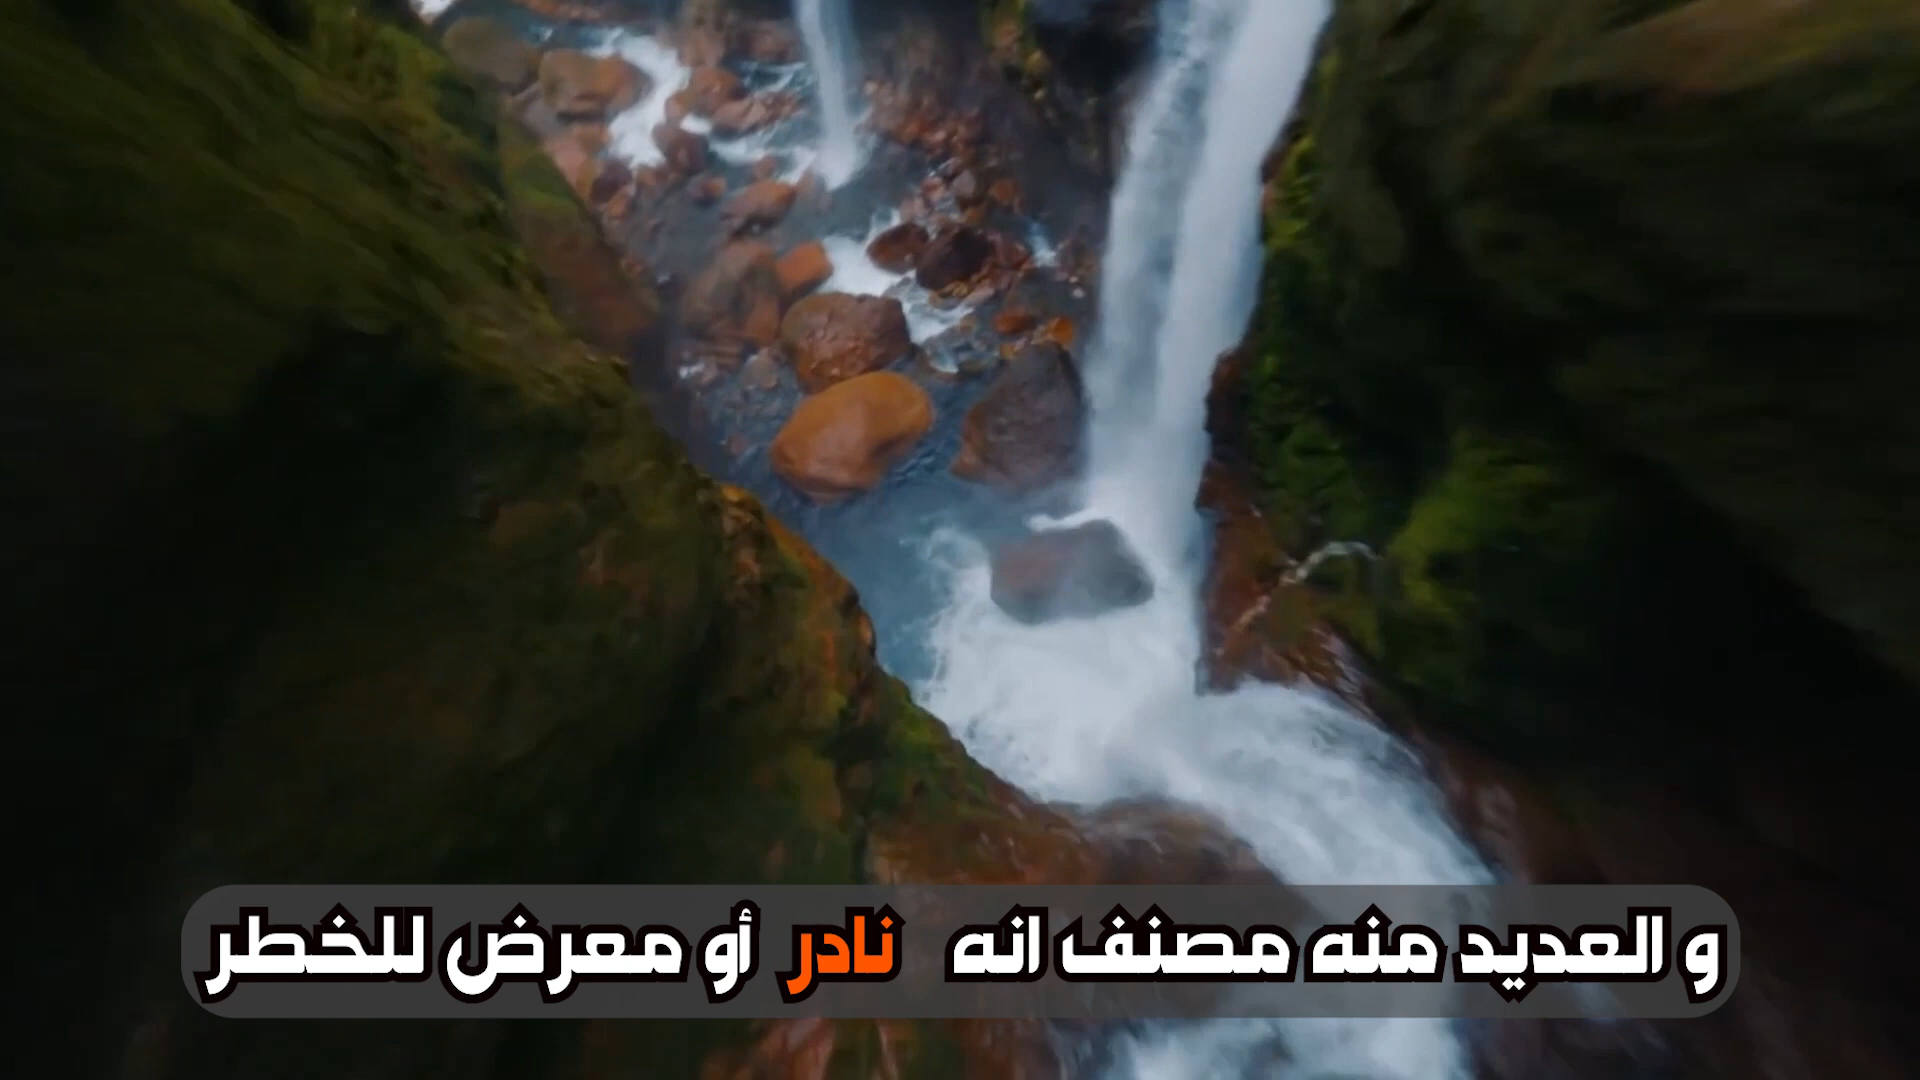 و العديد منه مصنف انه نادر أو معرض للخطر